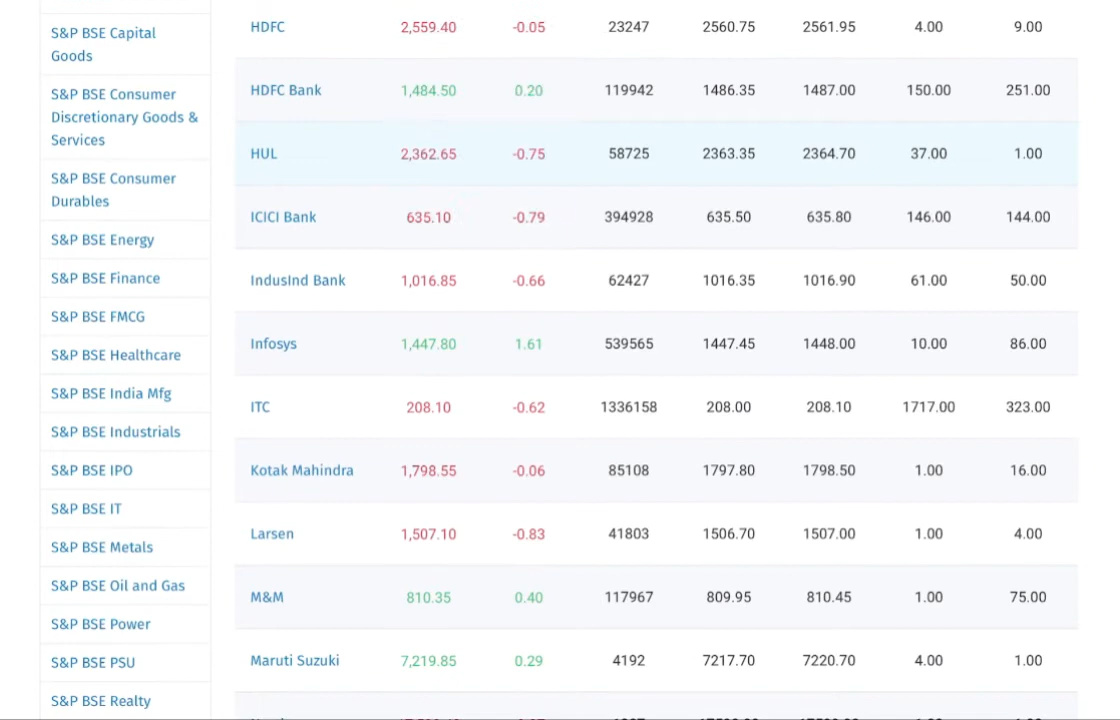 S&P BSE Capital
Goods
S&P BSE Consumer
Discretionary Goods &
Services
S&P BSE Consumer
Durables
S&P BSE Energy
S&P BSE Finance
S&P BSE FMCG
S&P BSE Healthcare
S&P BSE India Mfg
S&P BSE Industrials
S&P BSE IPO
S&P BSE IT
S&P BSE Metals
S&P BSE Oil and Gas
S&P BSE Power
S&P BSE PSU
S&P BSE Realty
HDFC 2,559.40 -0.05 23247 2560.75 2561.95 4.00 9.00
HDFC Bank 1,484.50 0.20 119942 1486.35 1487.00 150.00 251.00
HUL 2,362.65 -0.75 58725 2363.35 2364.70 37.00 1.00
ICICI Bank 635.10 -0.79 394928 635.50 635.80 146.00 144.00
IndusInd Bank 1,016.85 -0.66 62427 1016.35 1016.90 61.00 50.00
Infosys 1,447.80 1.61 539565 1447.45 1448.00 10.00 86.00
ITC 208.10 -0.62 1336158 208.00 208.10 1717.00 323.00
Kotak Mahindra 1,798.55 -0.06 85108 1797.80 1798.50 1.00 16.00
Larsen 1,507.10 -0.83 41803 1506.70 1507.00 1.00 4.00
M&M 810.35 0.40 117967 809.95 810.45 1.00 75.00
Maruti Suzuki 7,219.85 0.29 4192 7217.70 7220.70 4.00 1.00